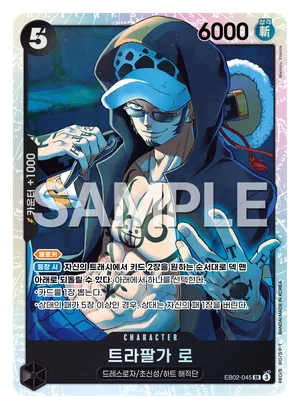 5
6000
참격
斬
카운터 +1000
SAMPLE
블로커
등장 시 자신의 트래시에서 카드 2장을 원하는 순서대로 덱 맨
아래로 되돌릴 수 있다: 아래에서 하나를 선택한다.
•카드를 1장 뽑는다.
•상대의 패가 5장 이상인 경우, 상대는 자신의 패 1장을 버린다.
CHARACTER
트라팔가 로
드레스로자/초신성/하트 해적단
EB02-045 SR
3